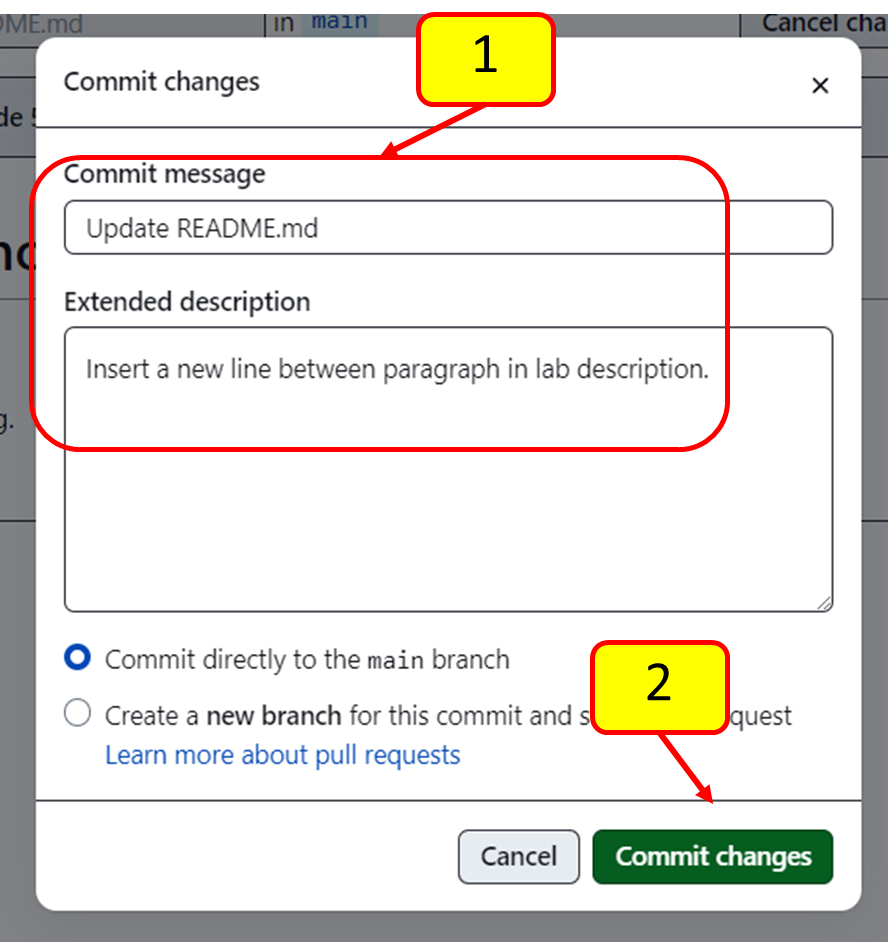 ME.md
in main
Cancel cha
1
Commit changes
de 5
Commit message
Update README.md
Extended description
Insert a new line between paragraph in lab description.
g.
Commit directly to the main branch
2
Create a new branch for this commit and s quest
Learn more about pull requests
Cancel
Commit changes